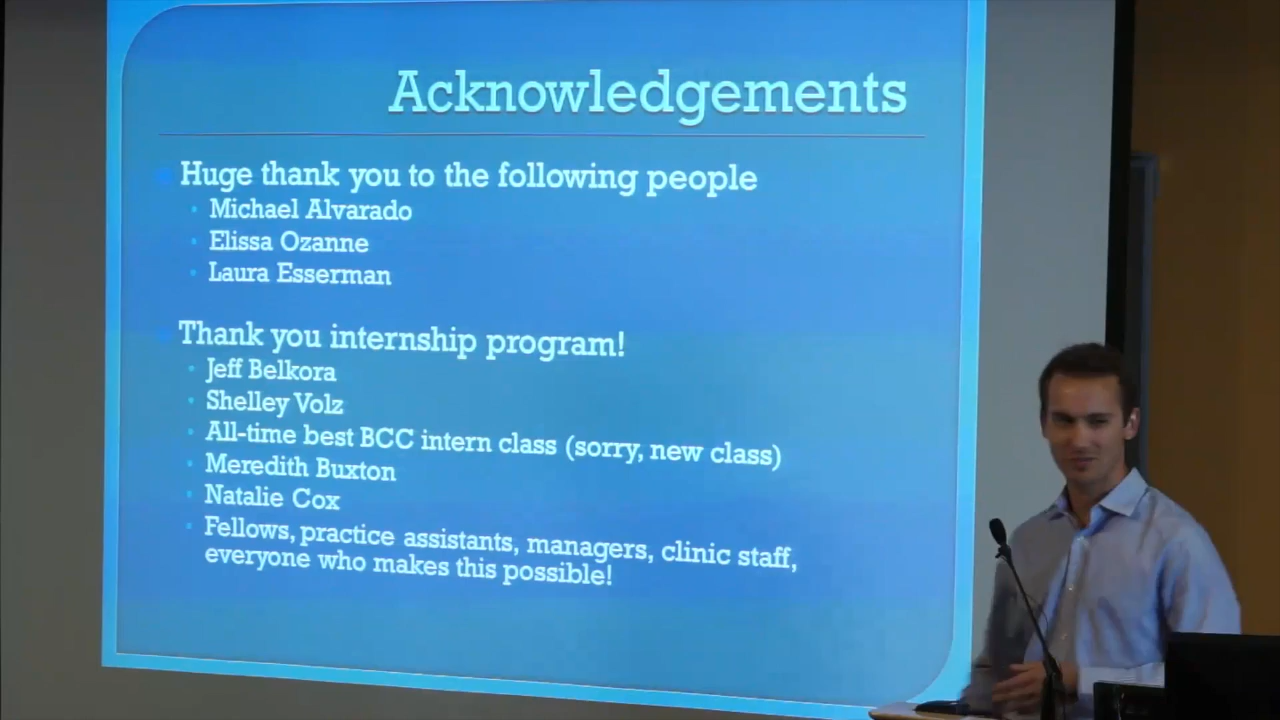 Acknowledgements
Huge thank you to the following people
Michael Alvarado
Elissa Ozanne
Laura Esserman
Thank you internship program!
Jeff Belkora
Shelley Volz
All-time best BCC intern class (sorry, new class)
Meredith Buxton
Natalie Cox
Fellows, practice assistants, managers, clinic staff,
everyone who makes this possible!